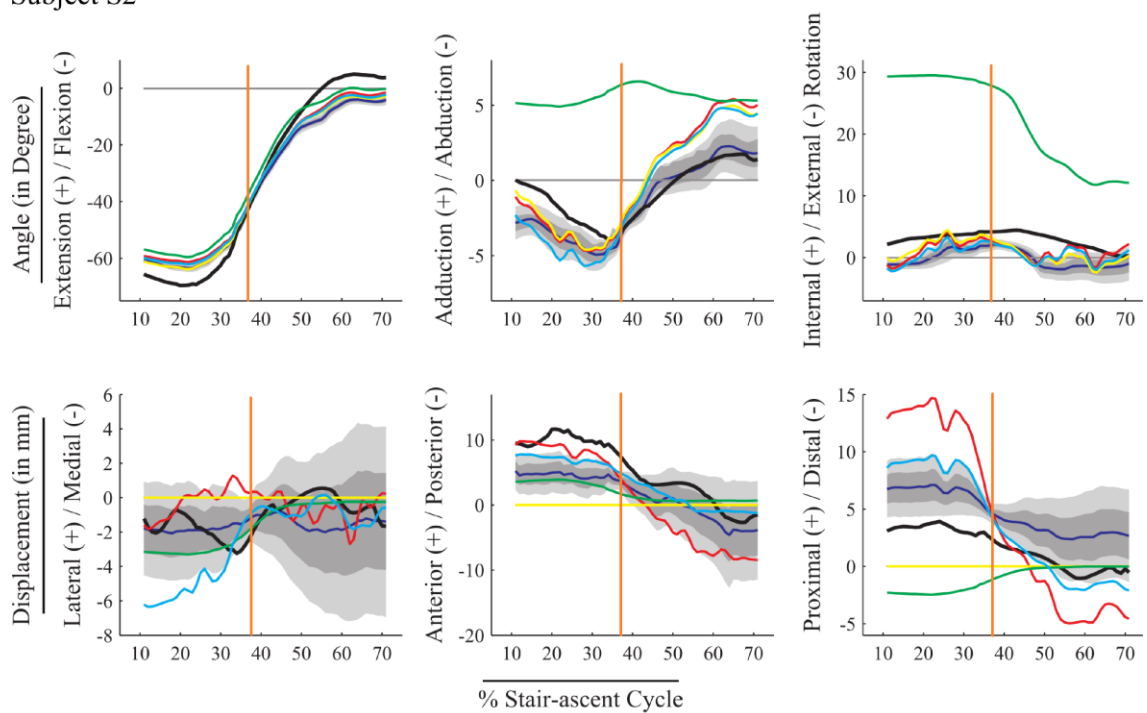 Subject S2
Angle (in Degree)
Extension (+) / Flexion (-)
0
-20
-40
-60
10 20 30 40 50 60 70
Adduction (+) / Abduction (-)
5
0
-5
10 20 30 40 50 60 70
Internal (+) / External (-) Rotation
30
20
10
0
10 20 30 40 50 60 70
Displacement (in mm)
Lateral (+) / Medial (-)
6
4
2
0
-2
-4
-6
-8
10 20 30 40 50 60 70
Anterior (+) / Posterior (-)
10
0
-10
-20
10 20 30 40 50 60 70
Proximal (+) / Distal (-)
15
10
5
0
-5
10 20 30 40 50 60 70
% Stair-ascent Cycle